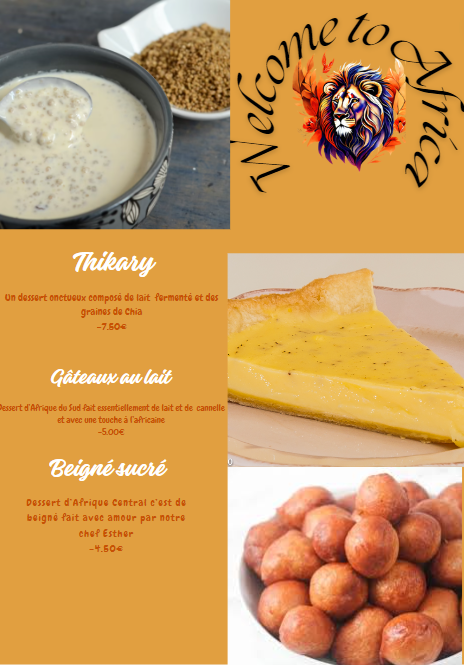 Welcome to Africa
Thikary
Un dessert onctueux composé de lait fermenté et des
graines de Chia
-7.50€
Gâteaux au lait
Dessert d'Afrique du Sud fait essentiellement de lait et de cannelle
et avec une touche à l'africaine
-5.00€
Beigné sucré
Dessert d'Afrique Central c'est de
beigné fait avec amour par notre
chef Esther
-4.50€